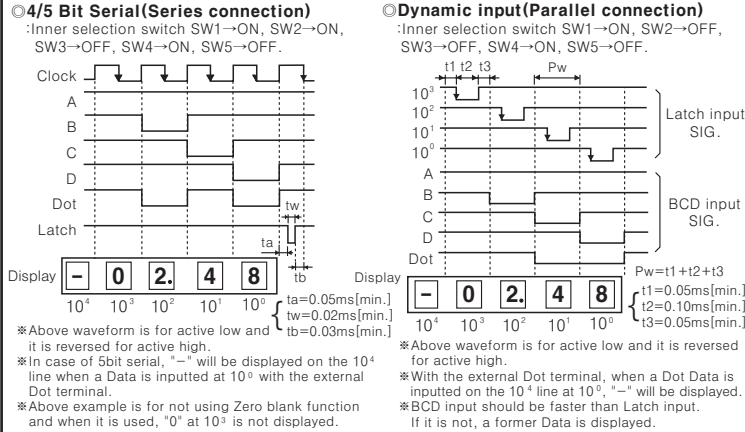 ◎4/5 Bit Serial(Series connection)
:Inner selection switch SW1→ON, SW2→ON,
SW3→OFF, SW4→ON, SW5→OFF.
Clock
A
B
C
D
Dot
Latch
tw
ta
tb
Display
- 0 2. 4 8
10⁴ 10³ 10² 10¹ 10⁰
ta=0.05ms[min.]
tw=0.02ms[min.]
tb=0.03ms[min.]
※Above waveform is for active low and
it is reversed for active high.
※In case of 5bit serial, "−" will be displayed on the 10⁴
line when a Data is inputted at 10⁰ with the external
Dot terminal.
※Above example is for not using Zero blank function
and when it is used, "0" at 10³ is not displayed.
◎Dynamic input(Parallel connection)
:Inner selection switch SW1→ON, SW2→OFF,
SW3→OFF, SW4→ON, SW5→OFF.
t1 t2 t3 Pw
10³
10²
10¹
10⁰
Latch input
SIG.
A
B
C
D
Dot
BCD input
SIG.
Display
- 0 2. 4 8
10⁴ 10³ 10² 10¹ 10⁰
Pw=t1+t2+t3
t1=0.05ms[min.]
t2=0.10ms[min.]
t3=0.05ms[min.]
※Above waveform is for active low and it is reversed
for active high.
※With the external Dot terminal, when a Dot Data is
inputted on the 10⁴ line at 10⁰, "−" will be displayed.
※BCD input should be faster than Latch input.
If it is not, a former Data is displayed.